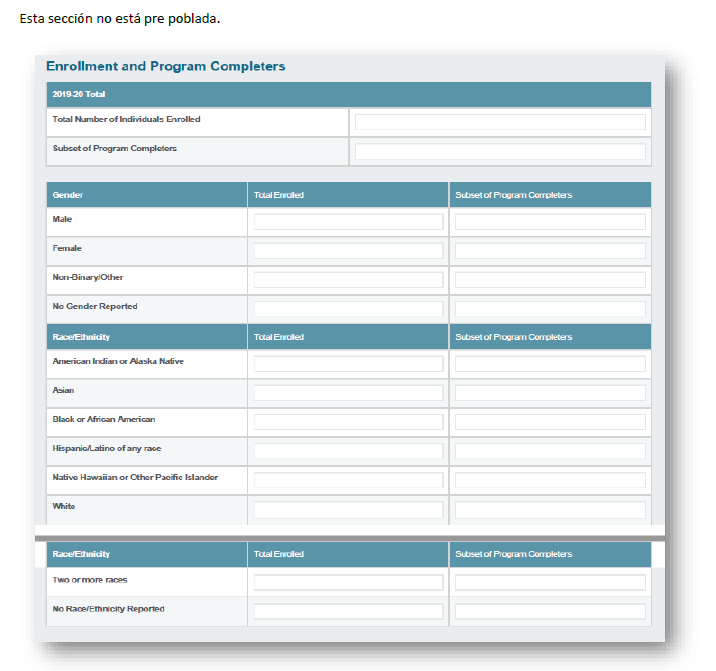 Esta sección no está pre poblada.
Enrollment and Program Completers
2019-20 Total
Total Number of Individuals Enrolled
Subset of Program Completers
Gender Total Enrolled Subset of Program Completers
Male
Female
Non-Binary/Other
No Gender Reported
Race/Ethnicity Total Enrolled Subset of Program Completers
American Indian or Alaska Native
Asian
Black or African American
Hispanic/Latino of any race
Native Hawaiian or Other Pacific Islander
White
Race/Ethnicity Total Enrolled Subset of Program Completers
Two or more races
No Race/Ethnicity Reported